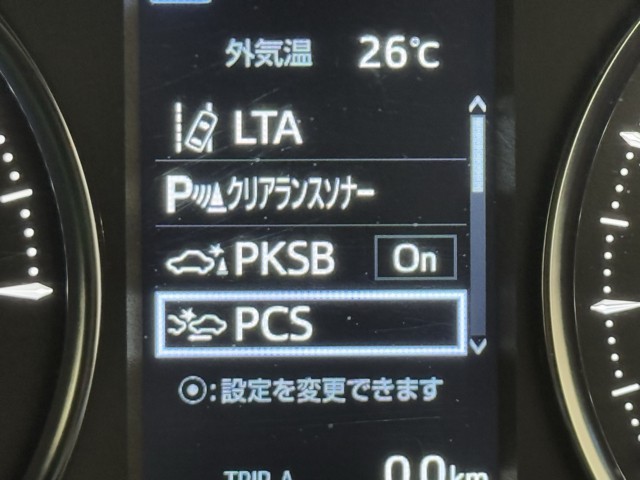 外気温 26℃
LTA
P クリアランスソナー
PKSB On
PCS
◉:設定を変更できます
TRIP A 0.0km